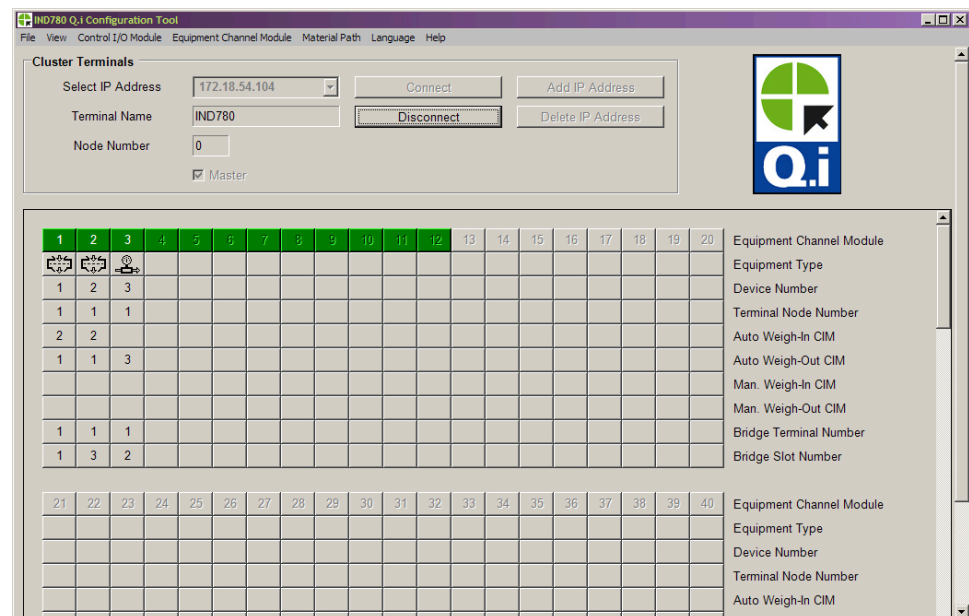 IND780 Q.i Configuration Tool
File View Control I/O Module Equipment Channel Module Material Path Language Help
Cluster Terminals
Select IP Address 172.18.54.104 Connect Add IP Address
Terminal Name IND780 Disconnect Delete IP Address
Node Number 0
Master
Q.i
1 2 3 4 5 6 7 8 9 10 11 12 13 14 15 16 17 18 19 20 Equipment Channel Module
Equipment Type
1 2 3 Device Number
1 1 1 Terminal Node Number
2 2 Auto Weigh-In CIM
1 1 3 Auto Weigh-Out CIM
Man. Weigh-In CIM
Man. Weigh-Out CIM
1 1 1 Bridge Terminal Number
1 3 2 Bridge Slot Number
21 22 23 24 25 26 27 28 29 30 31 32 33 34 35 36 37 38 39 40 Equipment Channel Module
Equipment Type
Device Number
Terminal Node Number
Auto Weigh-In CIM